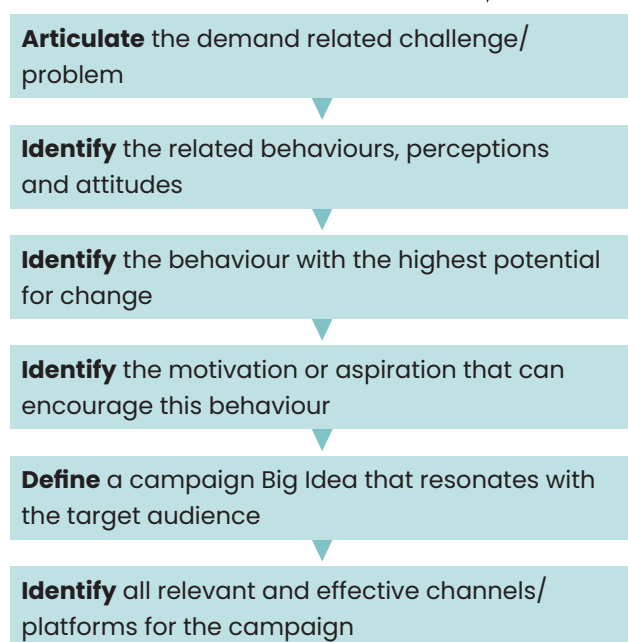 Articulate the demand related challenge/
problem
Identify the related behaviours, perceptions
and attitudes
Identify the behaviour with the highest potential
for change
Identify the motivation or aspiration that can
encourage this behaviour
Define a campaign Big Idea that resonates with
the target audience
Identify all relevant and effective channels/
platforms for the campaign